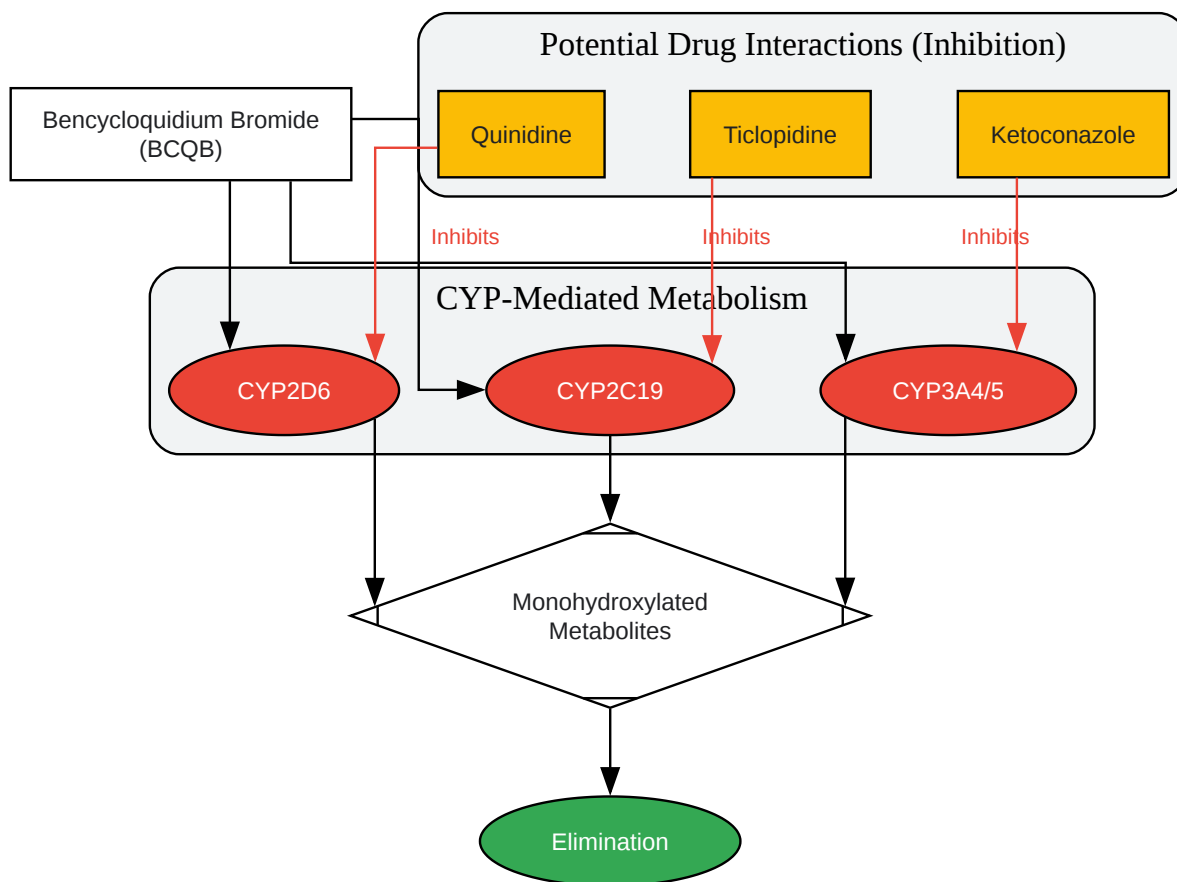 Potential Drug Interactions (Inhibition)
Bencycloquidium Bromide
(BCQB)
Quinidine
Ticlopidine
Ketoconazole
Inhibits
Inhibits
Inhibits
CYP-Mediated Metabolism
CYP2D6
CYP2C19
CYP3A4/5
Monohydroxylated
Metabolites
Elimination